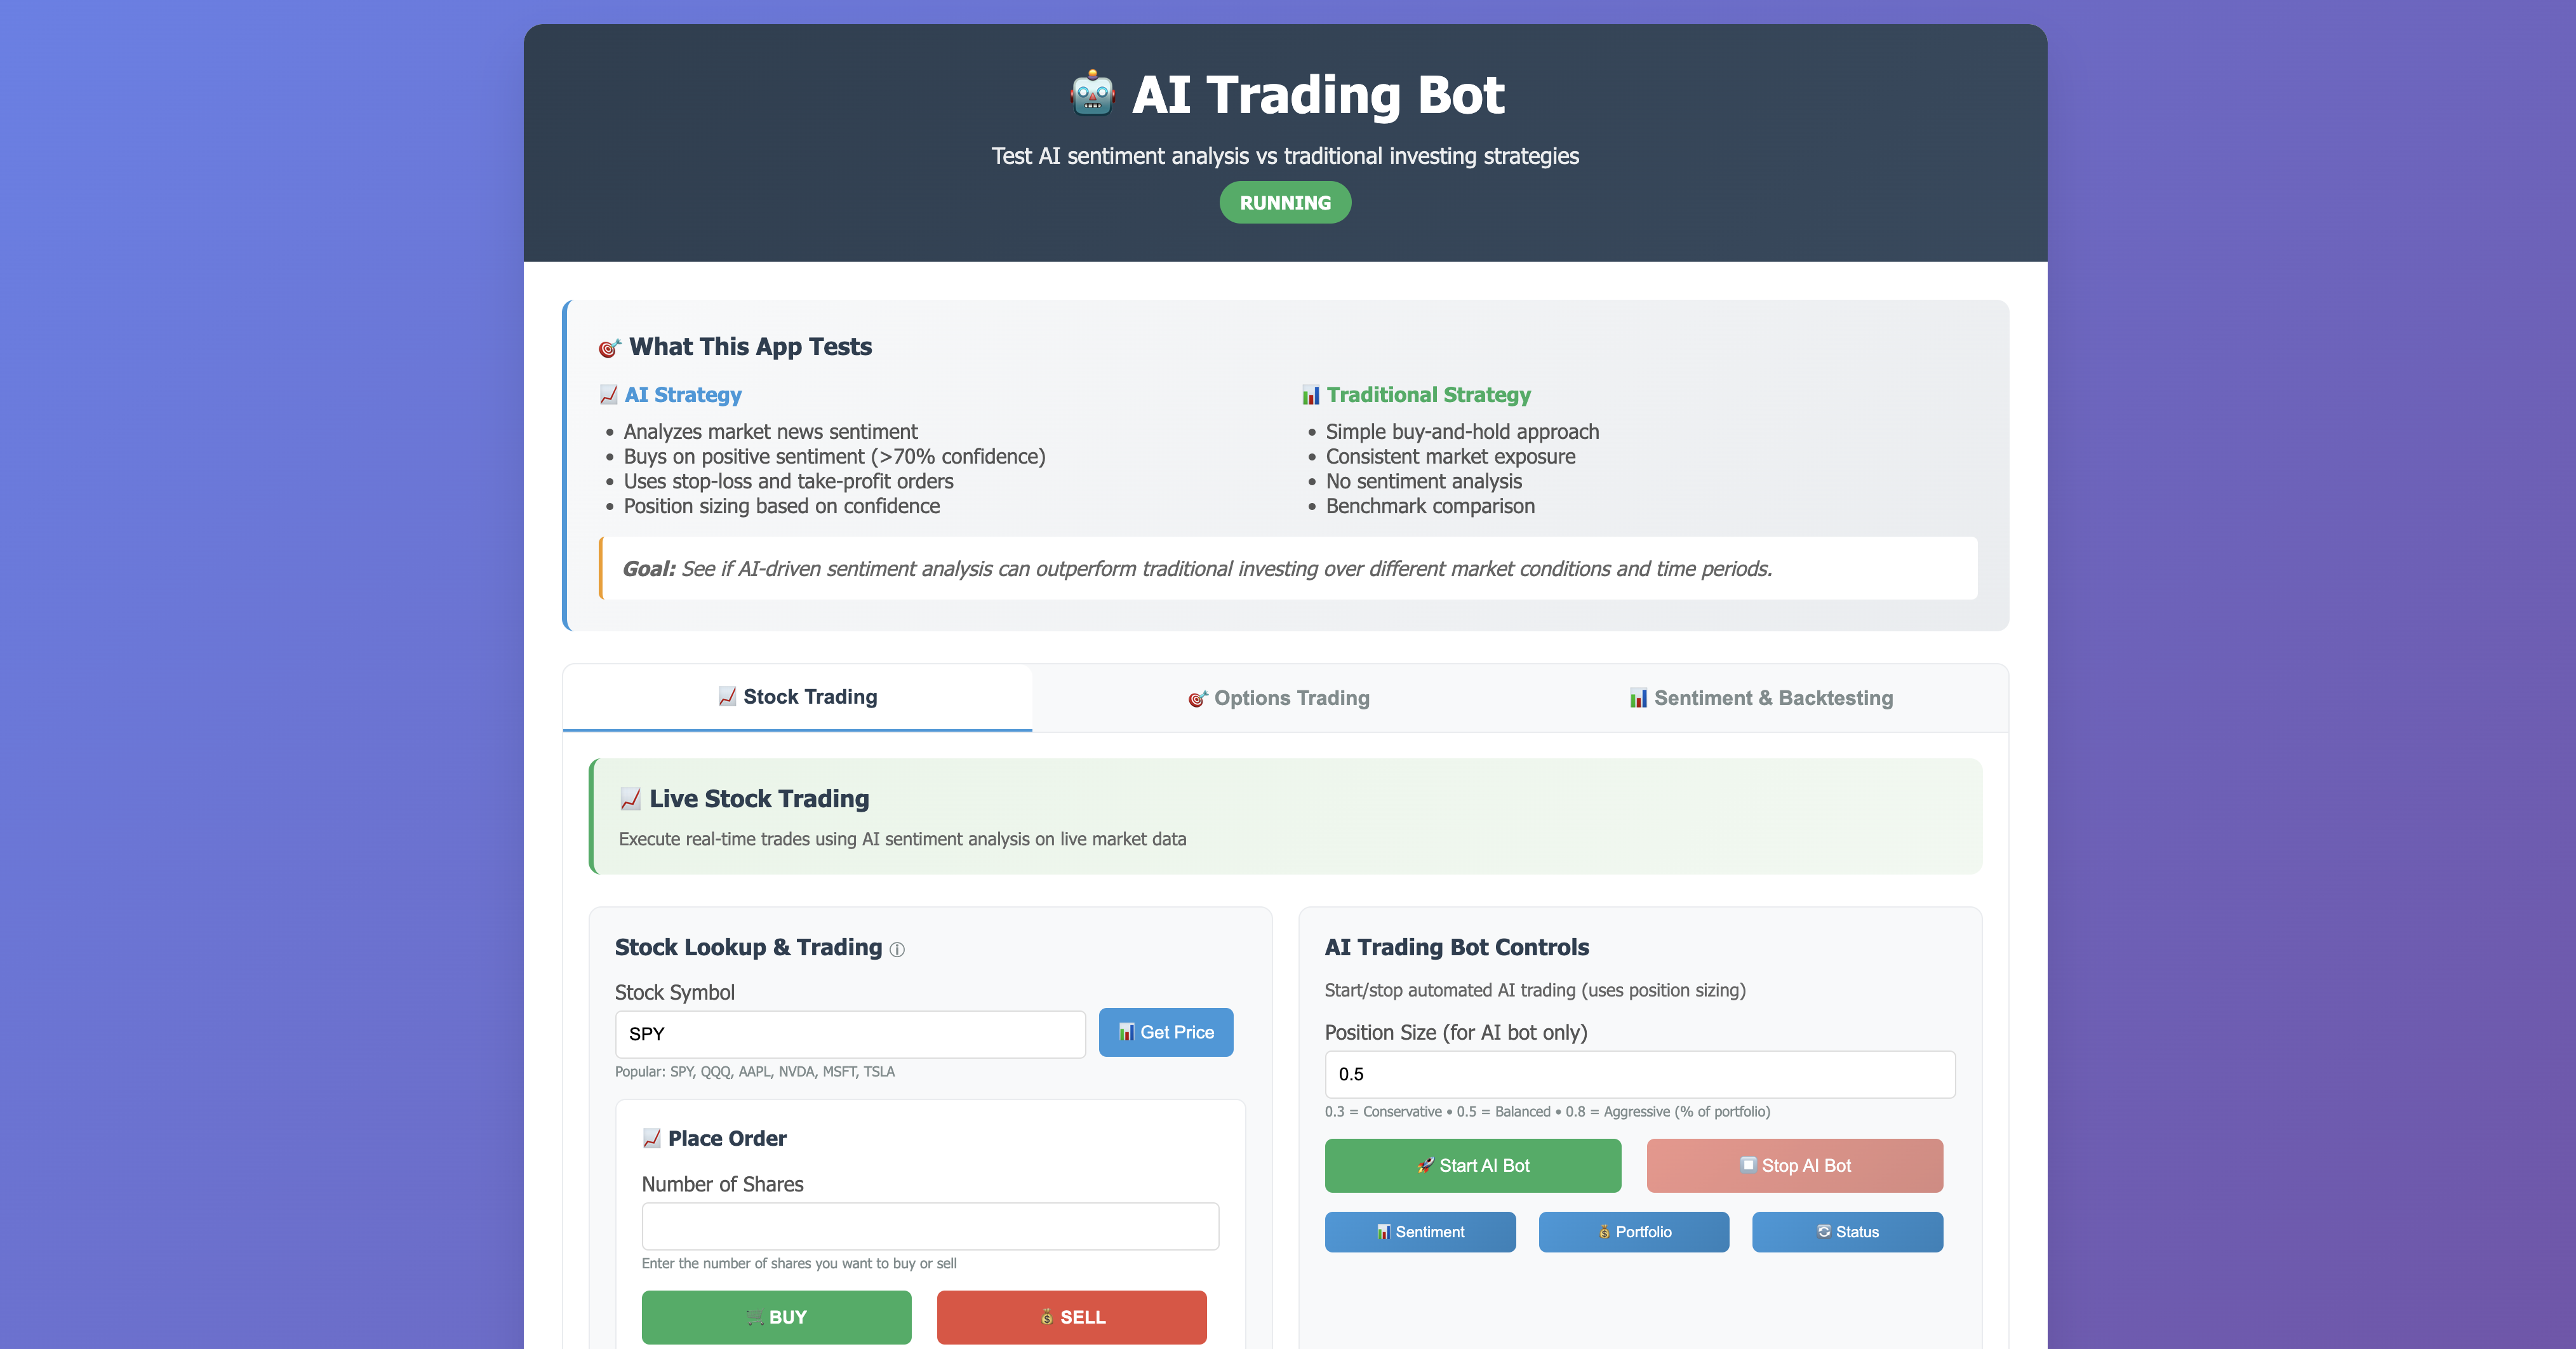 AI Trading Bot
Test AI sentiment analysis vs traditional investing strategies
RUNNING
What This App Tests
AI Strategy
• Analyzes market news sentiment
• Buys on positive sentiment (>70% confidence)
• Uses stop-loss and take-profit orders
• Position sizing based on confidence
Traditional Strategy
• Simple buy-and-hold approach
• Consistent market exposure
• No sentiment analysis
• Benchmark comparison
Goal: See if AI-driven sentiment analysis can outperform traditional investing over different market conditions and time periods.
Stock Trading
Options Trading
Sentiment & Backtesting
Live Stock Trading
Execute real-time trades using AI sentiment analysis on live market data
Stock Lookup & Trading ⓘ
Stock Symbol
SPY
Get Price
Popular: SPY, QQQ, AAPL, NVDA, MSFT, TSLA
Place Order
Number of Shares
Enter the number of shares you want to buy or sell
BUY
SELL
AI Trading Bot Controls
Start/stop automated AI trading (uses position sizing)
Position Size (for AI bot only)
0.5
0.3 = Conservative • 0.5 = Balanced • 0.8 = Aggressive (% of portfolio)
Start AI Bot
Stop AI Bot
Sentiment
Portfolio
Status